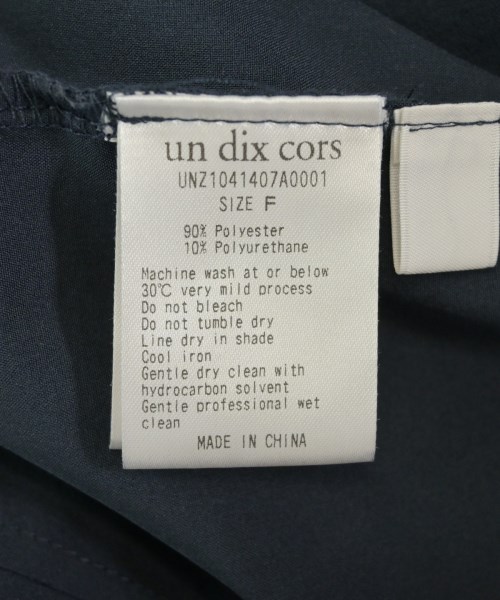 un dix cors
UNZ1041407A0001
SIZE F
90% Polyester
10% Polyurethane
Machine wash at or below
30℃ very mild process
Do not bleach
Do not tumble dry
Line dry in shade
Cool iron
Gentle dry clean with
hydrocarbon solvent
Gentle professional wet
clean
MADE IN CHINA